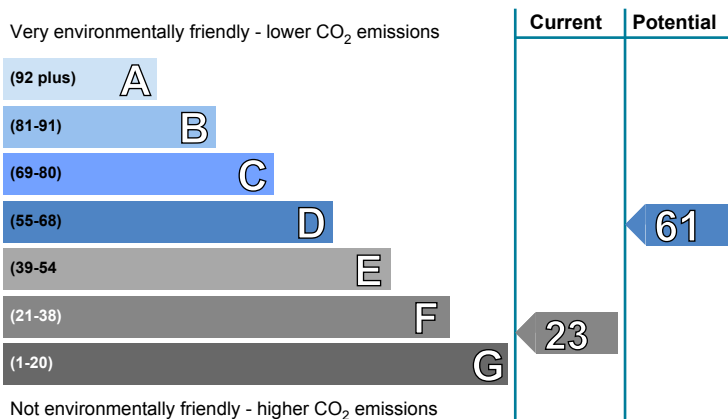 Current Potential
Very environmentally friendly - lower CO2 emissions
(92 plus) A
(81-91) B
(69-80) C
(55-68) D
61
(39-54 E
(21-38) F
23
(1-20) G
Not environmentally friendly - higher CO2 emissions